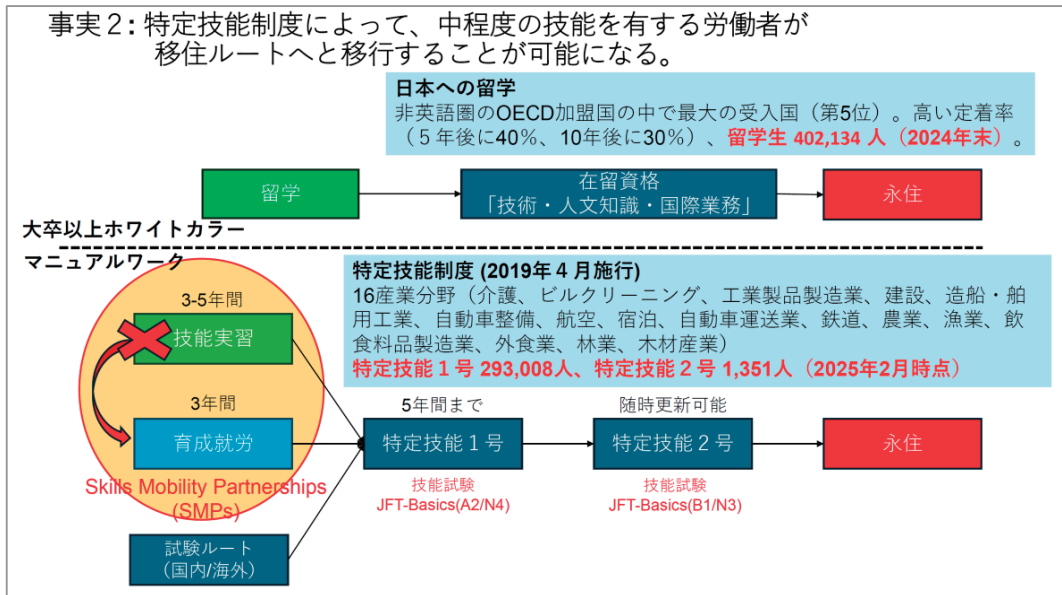 事実２: 特定技能制度によって、中程度の技能を有する労働者が
移住ルートへと移行することが可能になる。
日本への留学
非英語圏のOECD加盟国の中で最大の受入国（第5位）。高い定着率
（５年後に40%、10年後に30%）、留学生 402,134 人（2024年末）。
留学
在留資格
「技術・人文知識・国際業務」
永住
大卒以上ホワイトカラー
マニュアルワーク
特定技能制度 (2019年４月施行)
16産業分野（介護、ビルクリーニング、工業製品製造業、建設、造船・舶
用工業、自動車整備、航空、宿泊、自動車運送業、鉄道、農業、漁業、飲
食料品製造業、外食業、林業、木材産業）
特定技能１号 293,008人、特定技能２号 1,351人（2025年2月時点）
3-5年間
技能実習
3年間
育成就労
Skills Mobility Partnerships
(SMPs)
試験ルート
（国内/海外）
5年間まで
特定技能１号
技能試験
JFT-Basics(A2/N4)
随時更新可能
特定技能２号
技能試験
JFT-Basics(B1/N3)
永住